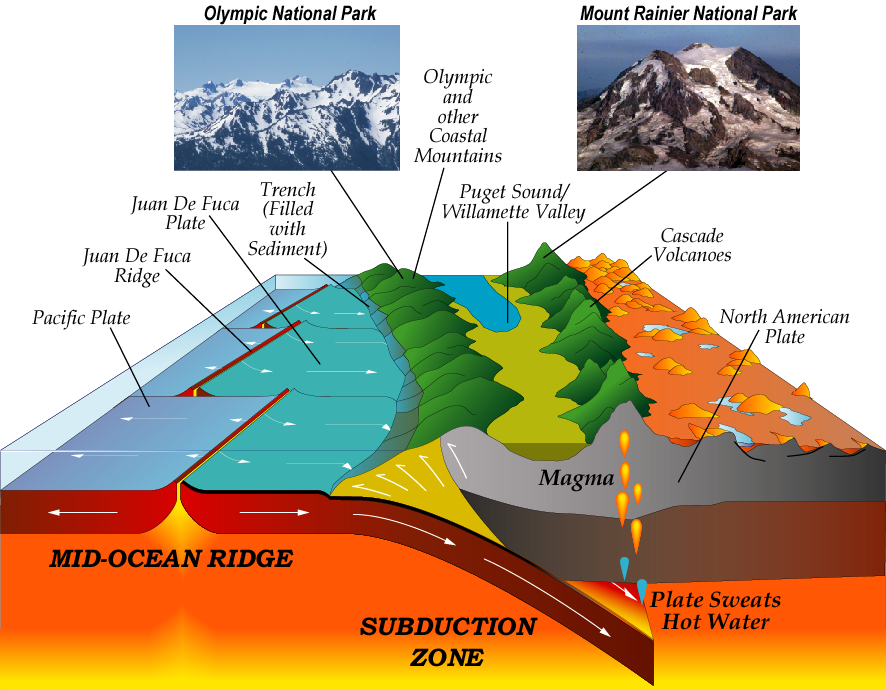 Olympic National Park
Mount Rainier National Park
Olympic
and
other
Coastal
Mountains
Juan De Fuca
Plate
Trench
(Filled
with
Sediment)
Puget Sound/
Willamette Valley
Juan De Fuca
Ridge
Cascade
Volcanoes
Pacific Plate
North American
Plate
Magma
MID-OCEAN RIDGE
Plate Sweats
Hot Water
SUBDUCTION
ZONE